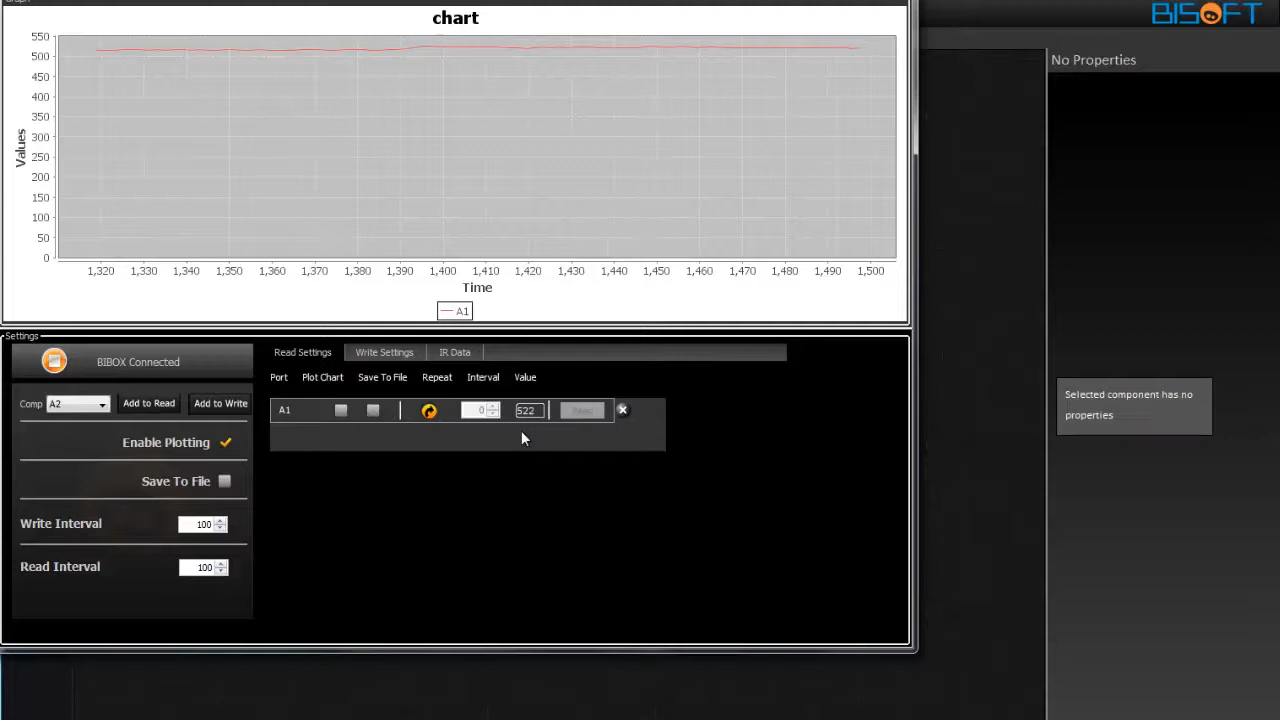 BISOFT
chart
No Properties
550
500
450
400
350
300
250
200
150
100
50
0
Values
1,320 1,330 1,340 1,350 1,360 1,370 1,380 1,390 1,400 1,410 1,420 1,430 1,440 1,450 1,460 1,470 1,480 1,490 1,500
Time
A1
Settings
BIBOX Connected
Read Settings Write Settings IR Data
Port Plot Chart Save To File Repeat Interval Value
Comp A2 Add to Read Add to Write
A1 0 522 Read
Enable Plotting
Save To File
Write Interval 100
Read Interval 100
Selected component has no
properties